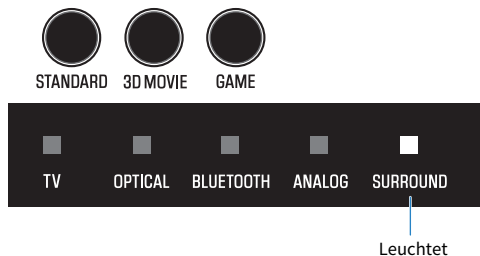 STANDARD 3D MOVIE GAME
TV OPTICAL BLUETOOTH ANALOG SURROUND
Leuchtet